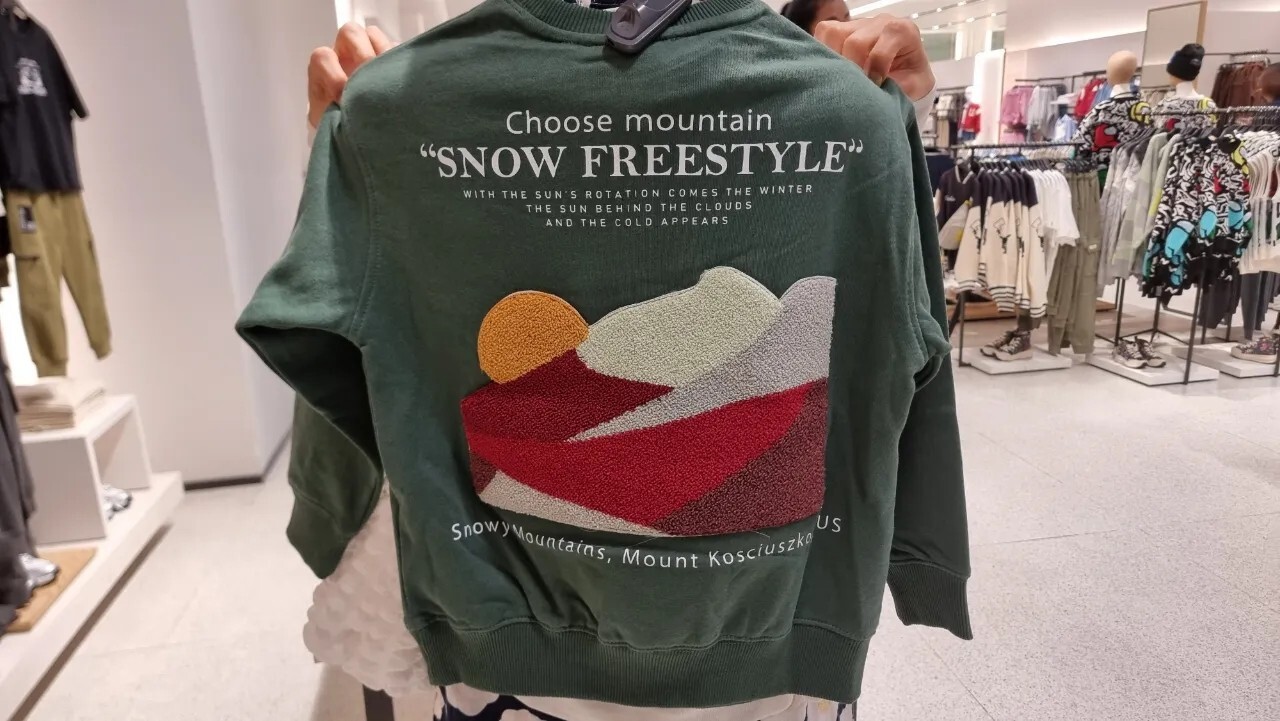 Choose mountain
“SNOW FREESTYLE”
WITH THE SUN'S ROTATION COMES THE WINTER
THE SUN BEHIND THE CLOUDS
AND THE COLD APPEARS
Snowy Mountains, Mount Kosciuszko US